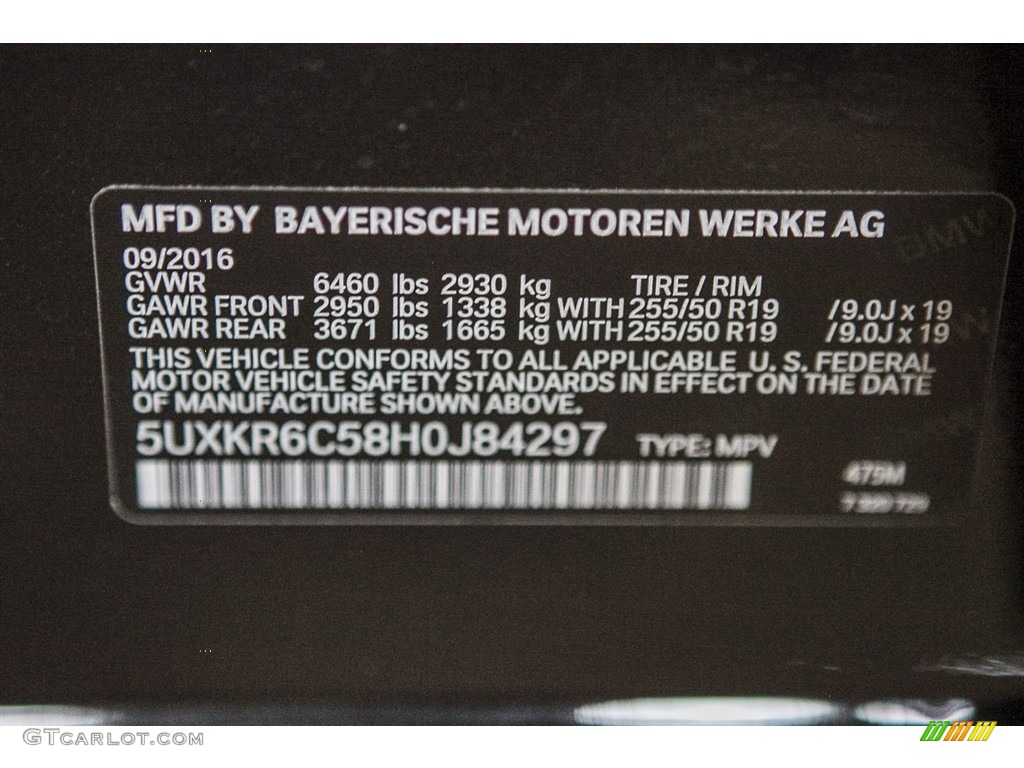 MFD BY BAYERISCHE MOTOREN WERKE AG
09/2016
GVWR 6460 lbs 2930 kg TIRE / RIM
GAWR FRONT 2950 lbs 1338 kg WITH 255/50 R19 /9.0J x 19
GAWR REAR 3671 lbs 1665 kg WITH 255/50 R19 /9.0J x 19
THIS VEHICLE CONFORMS TO ALL APPLICABLE U. S. FEDERAL
MOTOR VEHICLE SAFETY STANDARDS IN EFFECT ON THE DATE
OF MANUFACTURE SHOWN ABOVE.
5UXKR6C58H0J84297 TYPE: MPV
475M
GTCARLOT.COM